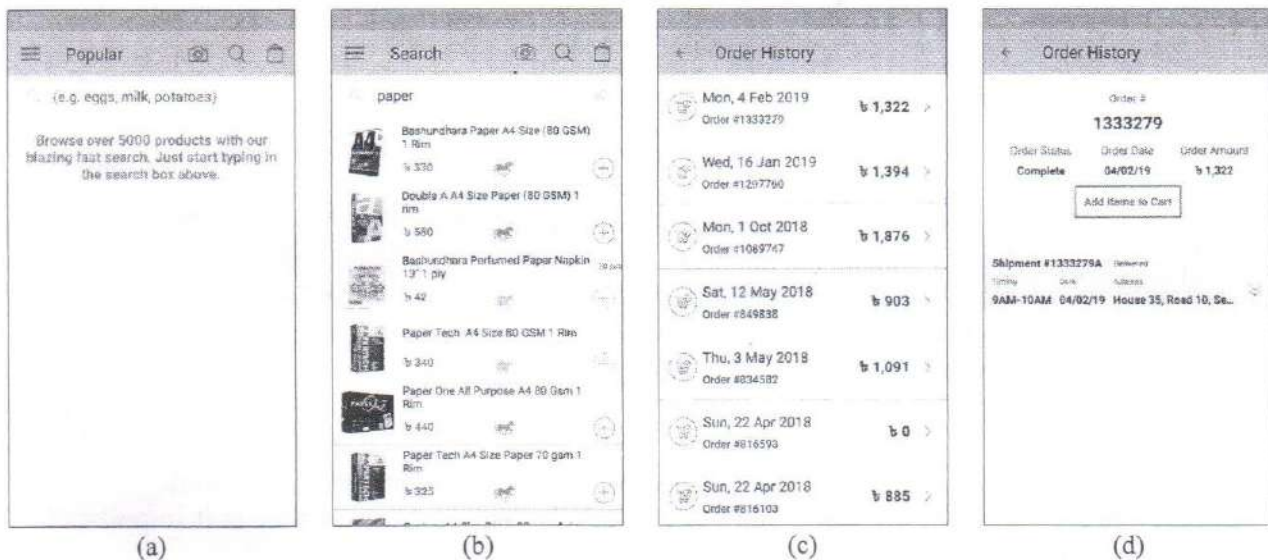 Popular
(e.g. eggs, milk, potatoes)
Browse over 5000 products with our
blazing fast search. Just start typing in
the search box above.
(a)
Search
paper
Bashundhara Paper A4 Size (80 GSM)
1 Rim
৳ 330
Double A A4 Size Paper (80 GSM) 1
rim
৳ 580
Bashundhara Perfumed Paper Napkin
13" 1 ply
৳ 42
Paper Tech A4 Size 80 GSM 1 Rim
৳ 340
Paper One All Purpose A4 80 Gsm 1
Rim
৳ 440
Paper Tech A4 Size Paper 70 gsm 1
Rim
৳ 325
(b)
Order History
Mon, 4 Feb 2019
Order #1333279
৳ 1,322
Wed, 16 Jan 2019
Order #1297760
৳ 1,394
Mon, 1 Oct 2018
Order #1089747
৳ 1,876
Sat, 12 May 2018
Order #849838
৳ 903
Thu, 3 May 2018
Order #834582
৳ 1,091
Sun, 22 Apr 2018
Order #816593
৳ 0
Sun, 22 Apr 2018
Order #816103
৳ 885
(c)
Order History
Order #
1333279
Order Status Order Date Order Amount
Complete 04/02/19 ৳ 1,322
Add Items to Cart
Shipment #1333279A Delivered
Timing Date Address
9AM-10AM 04/02/19 House 35, Road 10, Se...
(d)